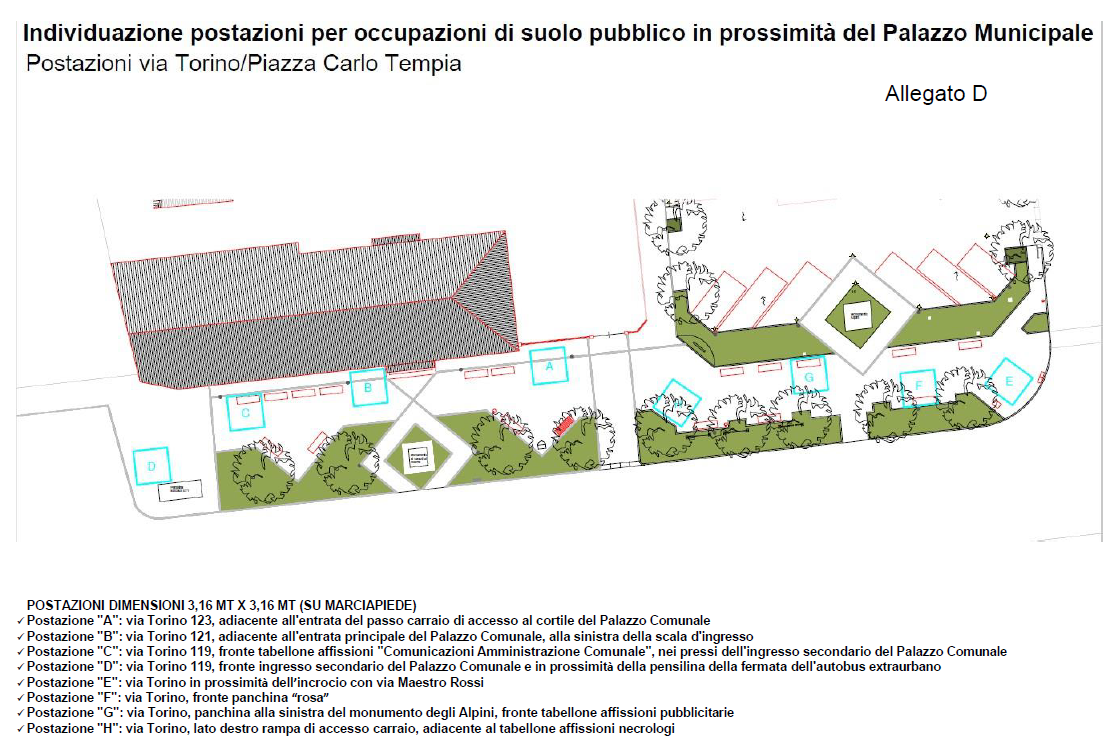 Individuazione postazioni per occupazioni di suolo pubblico in prossimità del Palazzo Municipale
Postazioni via Torino/Piazza Carlo Tempia
Allegato D
A
B
C
D
E
F
G
POSTAZIONI DIMENSIONI 3,16 MT X 3,16 MT (SU MARCIAPIEDE)
✓ Postazione "A": via Torino 123, adiacente all'entrata del passo carraio di accesso al cortile del Palazzo Comunale
✓ Postazione "B": via Torino 121, adiacente all'entrata principale del Palazzo Comunale, alla sinistra della scala d'ingresso
✓ Postazione "C": via Torino 119, fronte tabellone affissioni "Comunicazioni Amministrazione Comunale", nei pressi dell'ingresso secondario del Palazzo Comunale
✓ Postazione "D": via Torino 119, fronte ingresso secondario del Palazzo Comunale e in prossimità della pensilina della fermata dell'autobus extraurbano
✓ Postazione "E": via Torino in prossimità dell'incrocio con via Maestro Rossi
✓ Postazione "F": via Torino, fronte panchina “rosa”
✓ Postazione "G": via Torino, panchina alla sinistra del monumento degli Alpini, fronte tabellone affissioni pubblicitarie
✓ Postazione "H": via Torino, lato destro rampa di accesso carraio, adiacente al tabellone affissioni necrologi